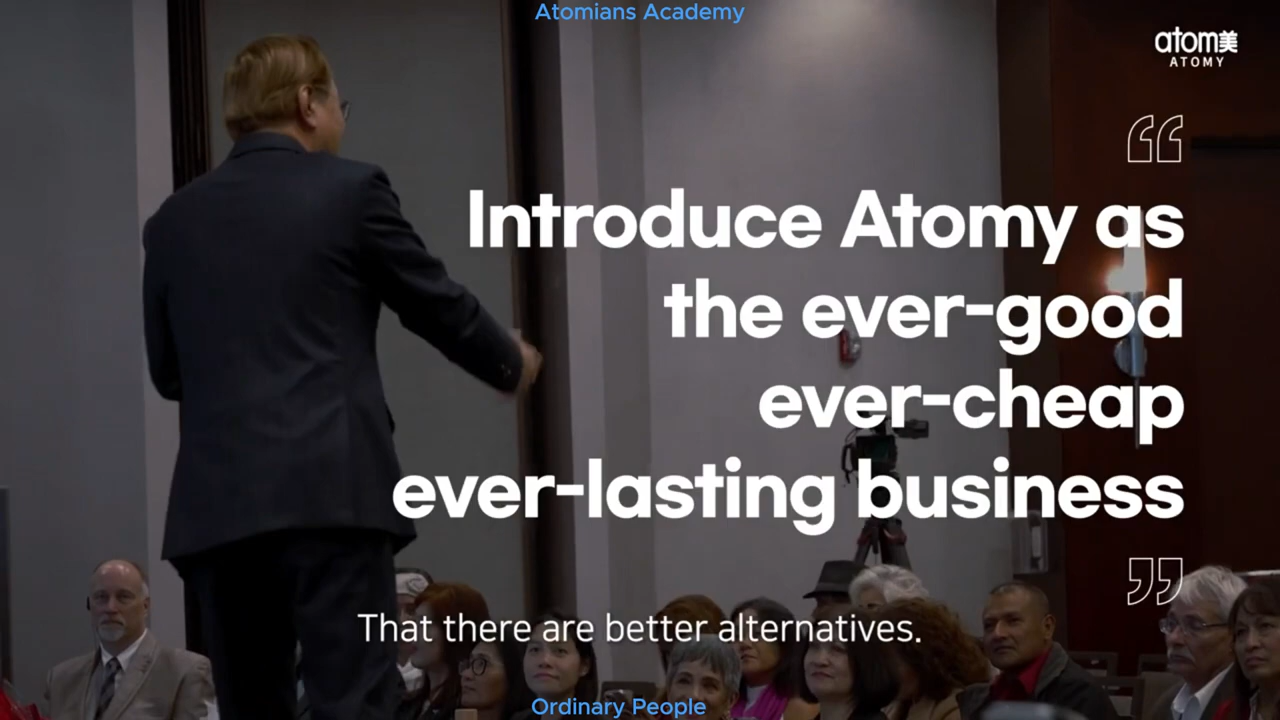 Atomians Academy
atom美
ATOMY
“
Introduce Atomy as
the ever-good
ever-cheap
ever-lasting business
”
That there are better alternatives.
Ordinary People